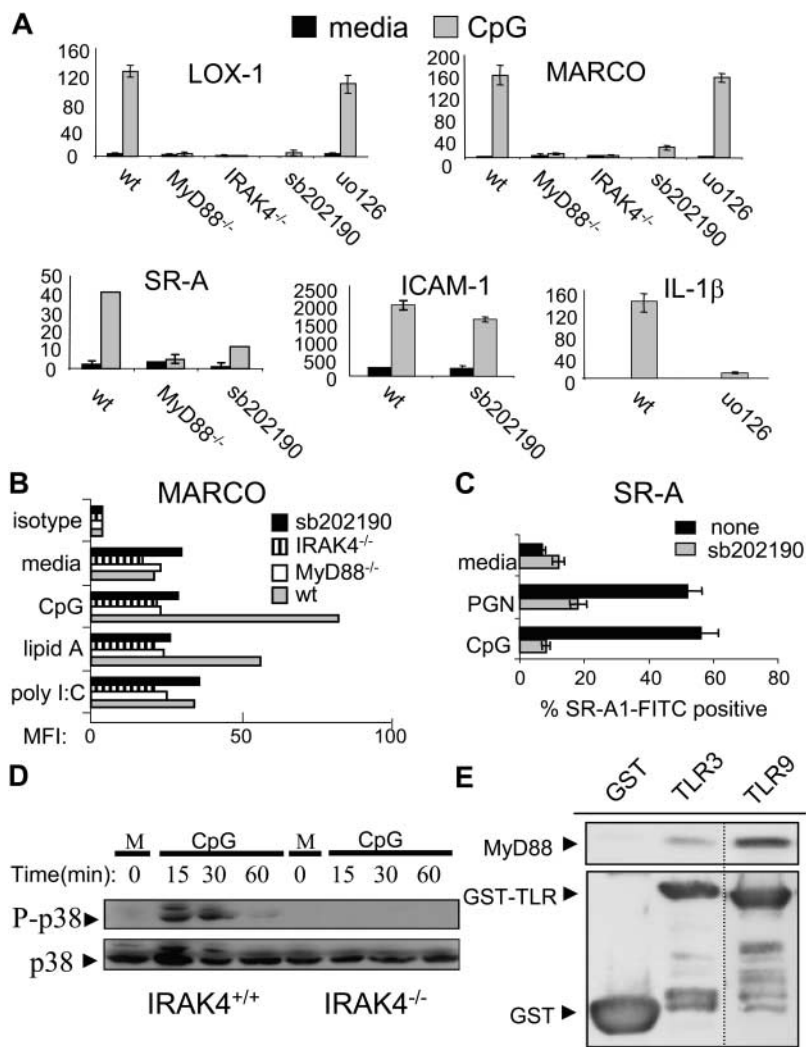 A
media CpG
LOX-1
160
120
80
40
0
wt MyD88-/- IRAK4-/- sb202190 uo126
MARCO
200
160
120
80
40
0
wt MyD88-/- IRAK4-/- sb202190 uo126
SR-A
50
40
30
20
10
0
wt MyD88-/- sb202190
ICAM-1
2500
2000
1500
1000
500
0
wt sb202190
IL-1β
160
120
80
40
0
wt uo126
B
MARCO
isotype
media
CpG
lipid A
poly I:C
sb202190
IRAK4-/-
MyD88-/-
wt
MFI: 0 50 100
C
SR-A
none
sb202190
media
PGN
CpG
0 20 40 60 80
% SR-A1-FITC positive
D
M CpG M CpG
Time(min): 0 15 30 60 0 15 30 60
P-p38
p38
IRAK4+/+ IRAK4-/-
E
GST TLR3 TLR9
MyD88
GST-TLR
GST